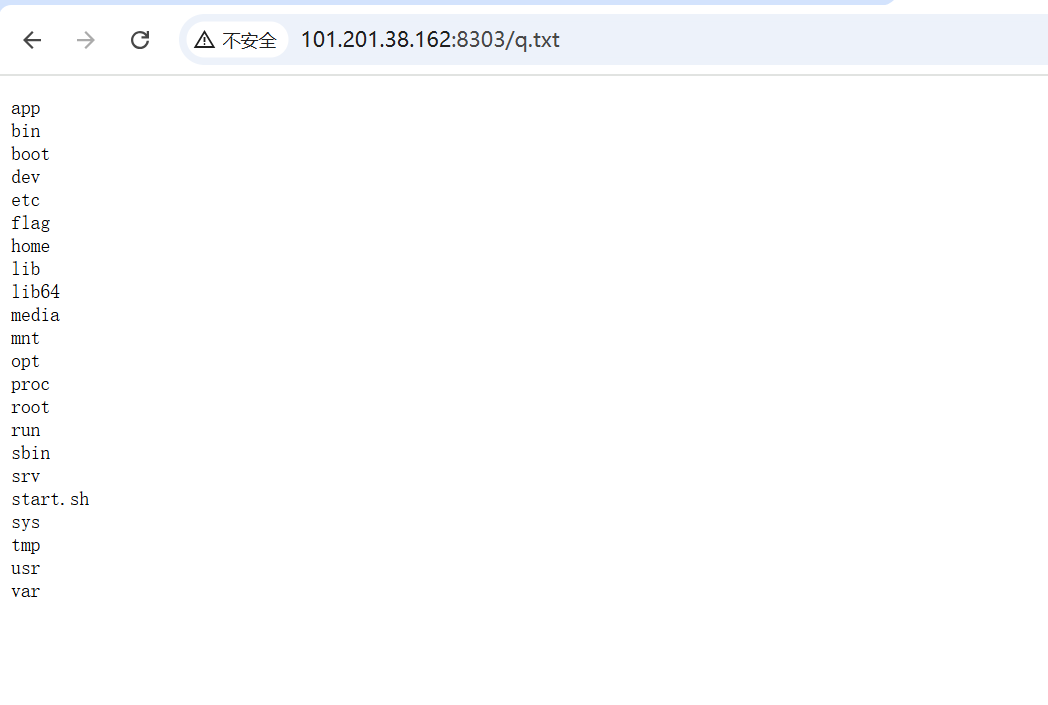 不安全 101.201.38.162:8303/q.txt
app
bin
boot
dev
etc
flag
home
lib
lib64
media
mnt
opt
proc
root
run
sbin
srv
start.sh
sys
tmp
usr
var